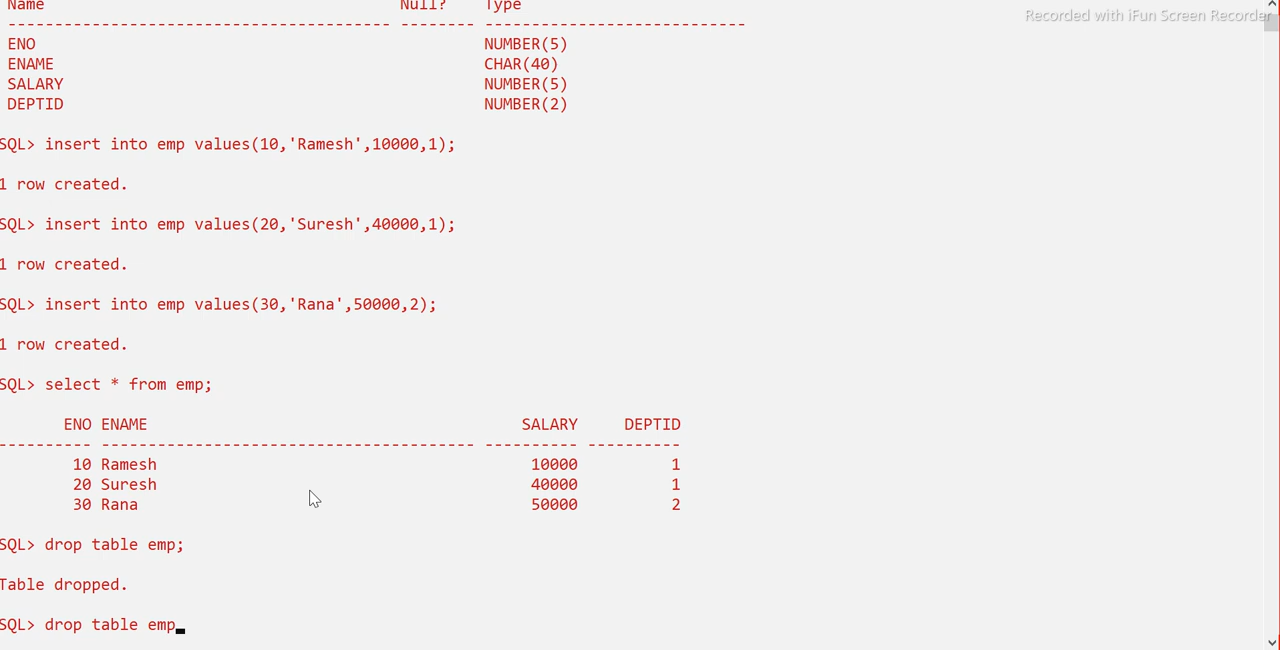 Name Null? Type
Recorded with iFun Screen Recorder
----------------------------------------- -------- ----------------------------
ENO NUMBER(5)
ENAME CHAR(40)
SALARY NUMBER(5)
DEPTID NUMBER(2)
SQL> insert into emp values(10,'Ramesh',10000,1);
1 row created.
SQL> insert into emp values(20,'Suresh',40000,1);
1 row created.
SQL> insert into emp values(30,'Rana',50000,2);
1 row created.
SQL> select * from emp;
ENO ENAME SALARY DEPTID
---------- ---------------------------------------- ---------- ----------
10 Ramesh 10000 1
20 Suresh 40000 1
30 Rana 50000 2
SQL> drop table emp;
Table dropped.
SQL> drop table emp